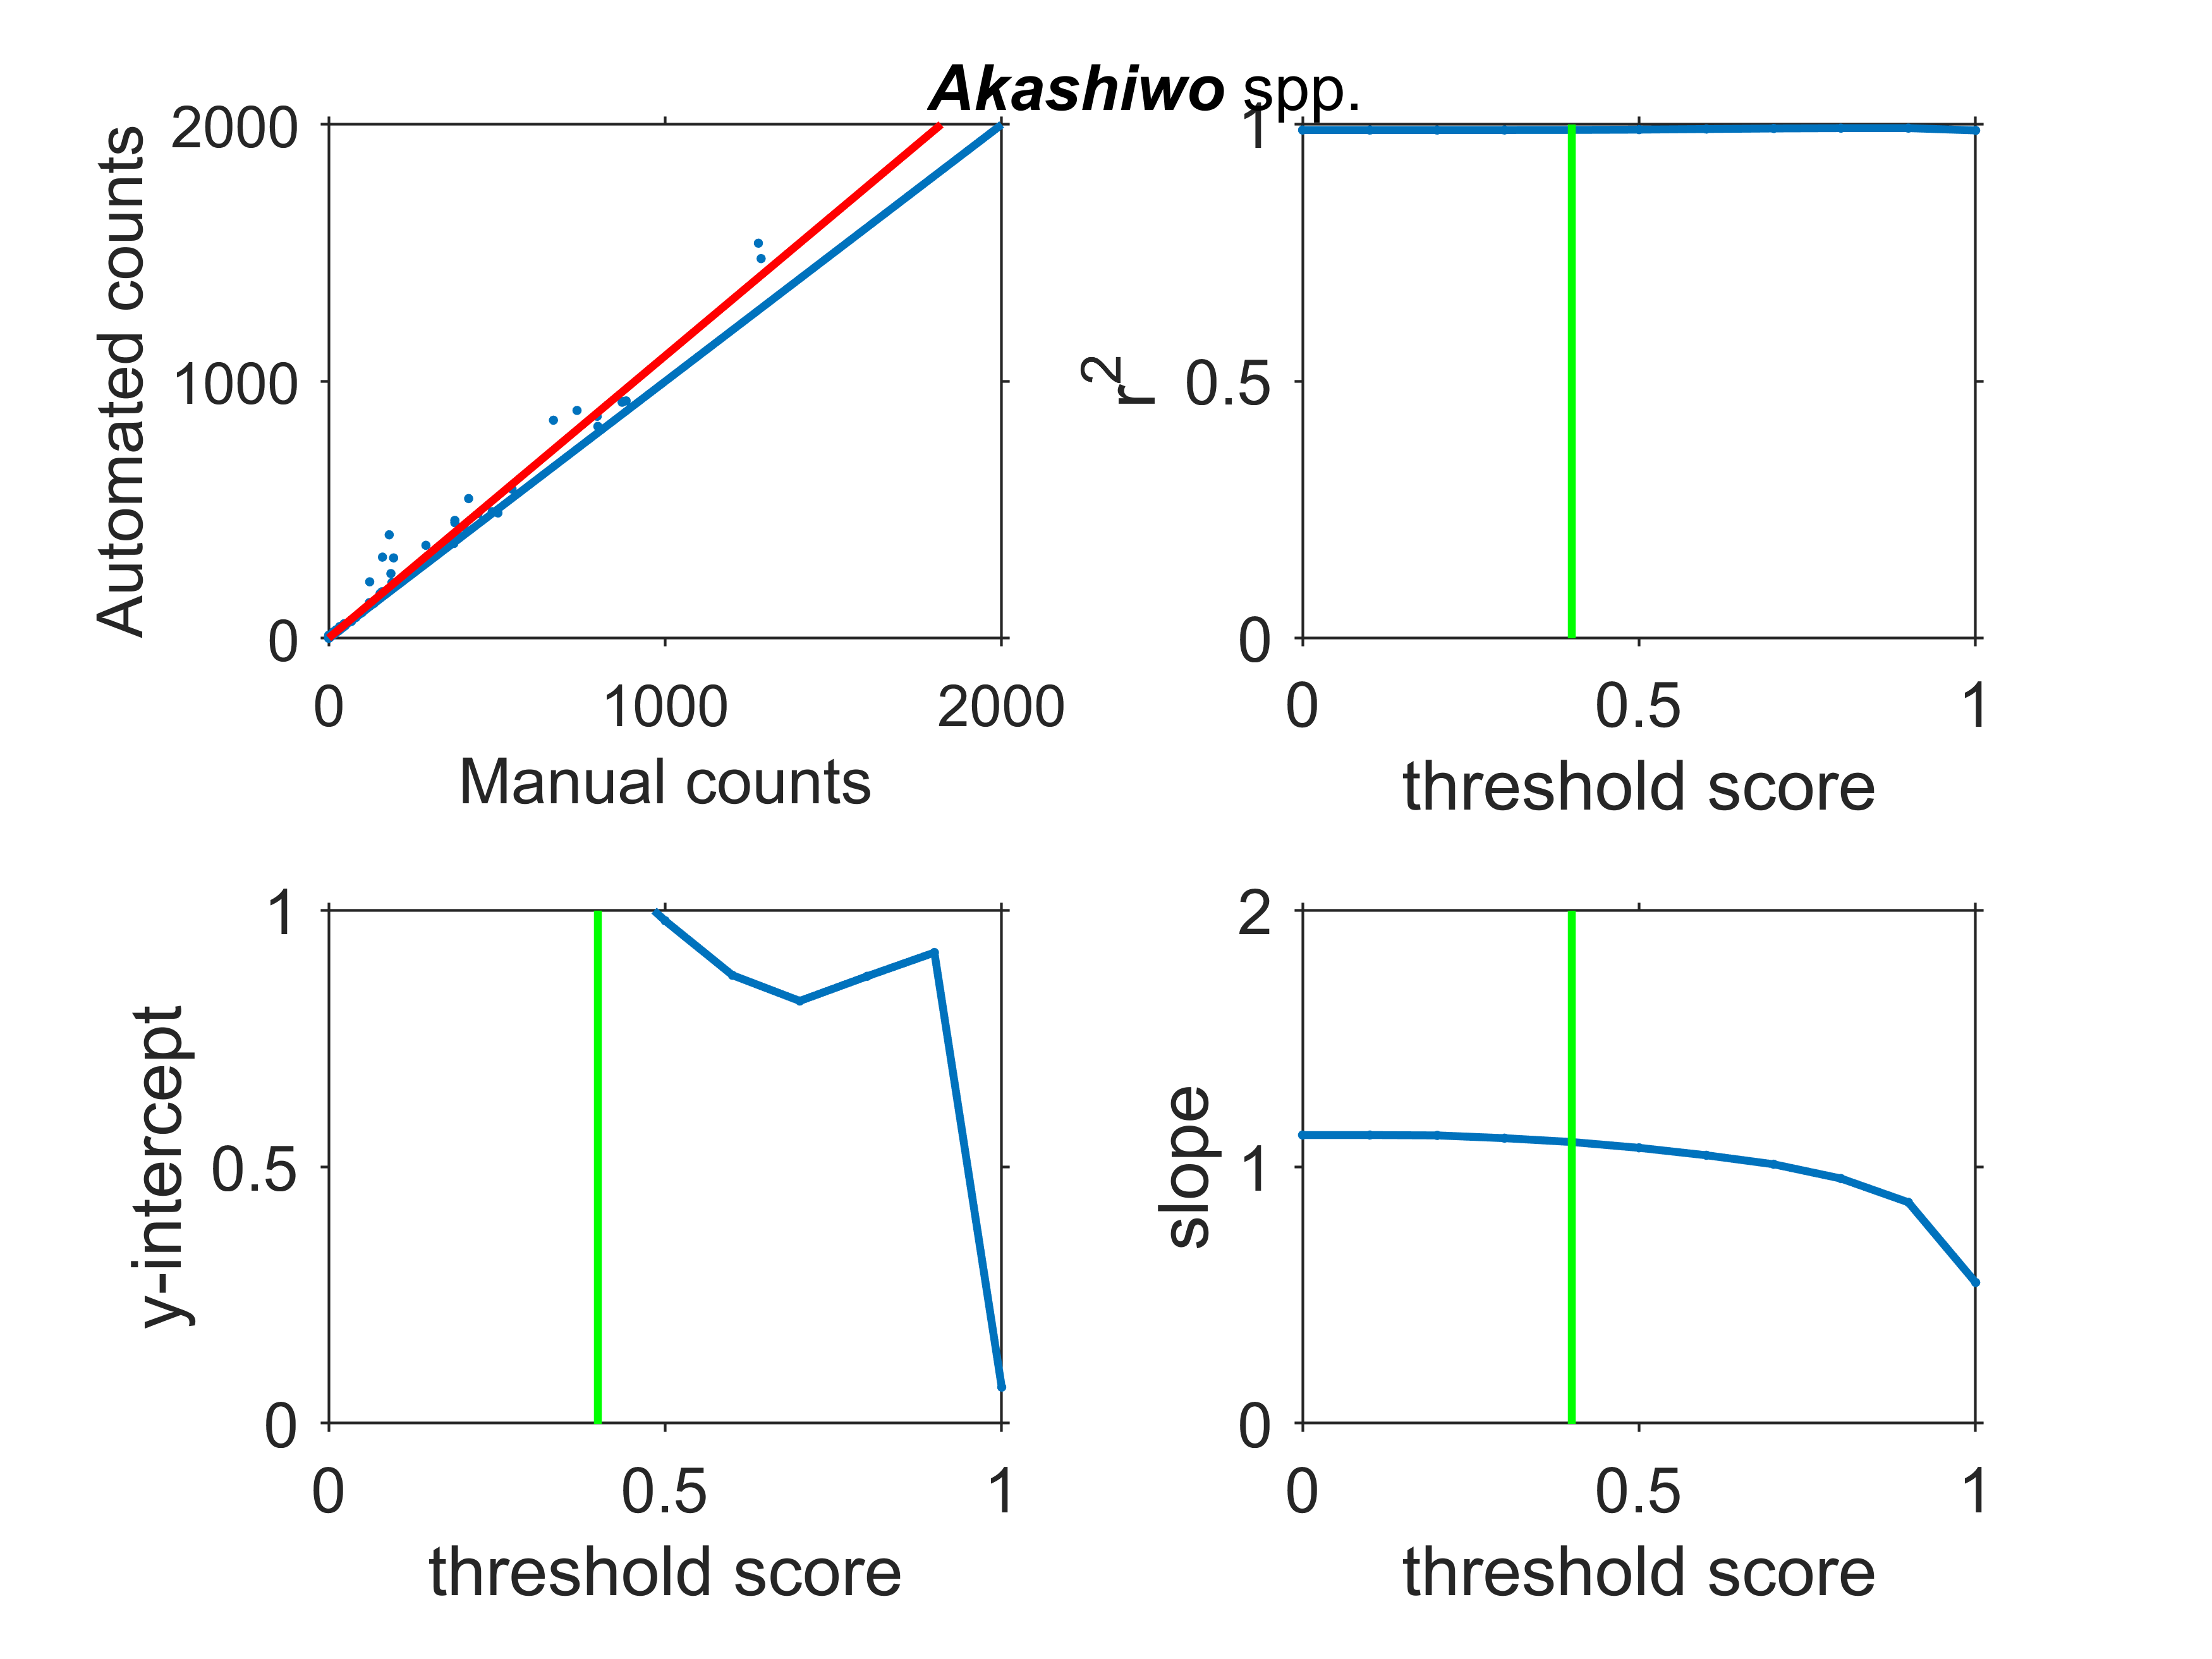 Akashiwo spp.
2000
1000
0
Automated counts
0 1000 2000
Manual counts
1
0.5
0
r²
0 0.5 1
threshold score
1
0.5
0
y-intercept
0 0.5 1
threshold score
2
1
0
slope
0 0.5 1
threshold score